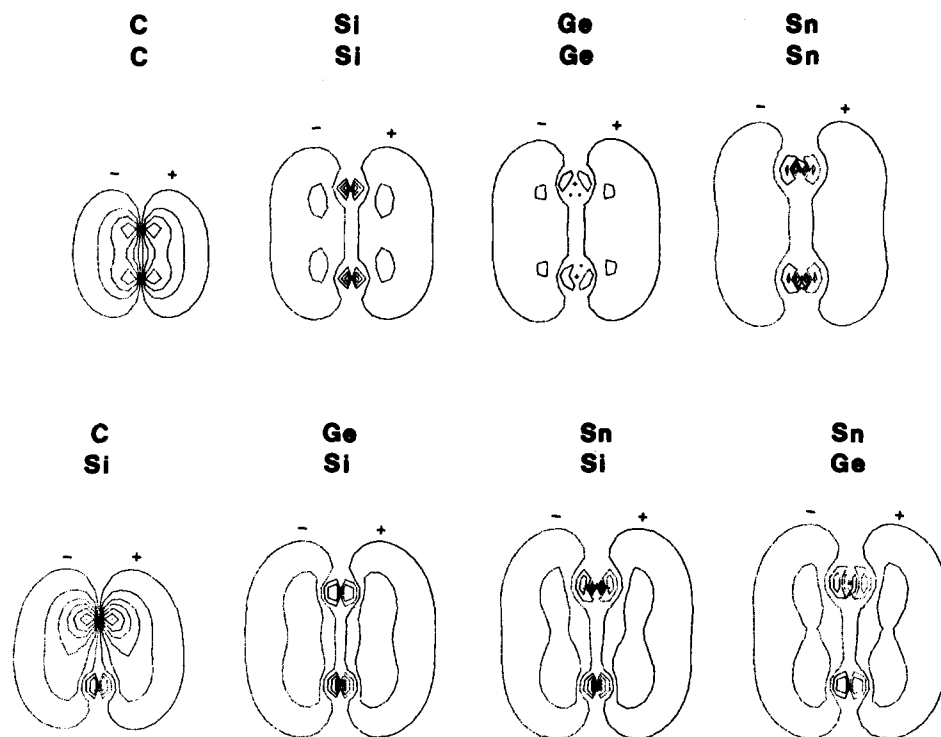 C Si Ge Sn
C Si Ge Sn
- + - + - + - +
C Ge Sn Sn
Si Si Si Ge
- + - + - + - +